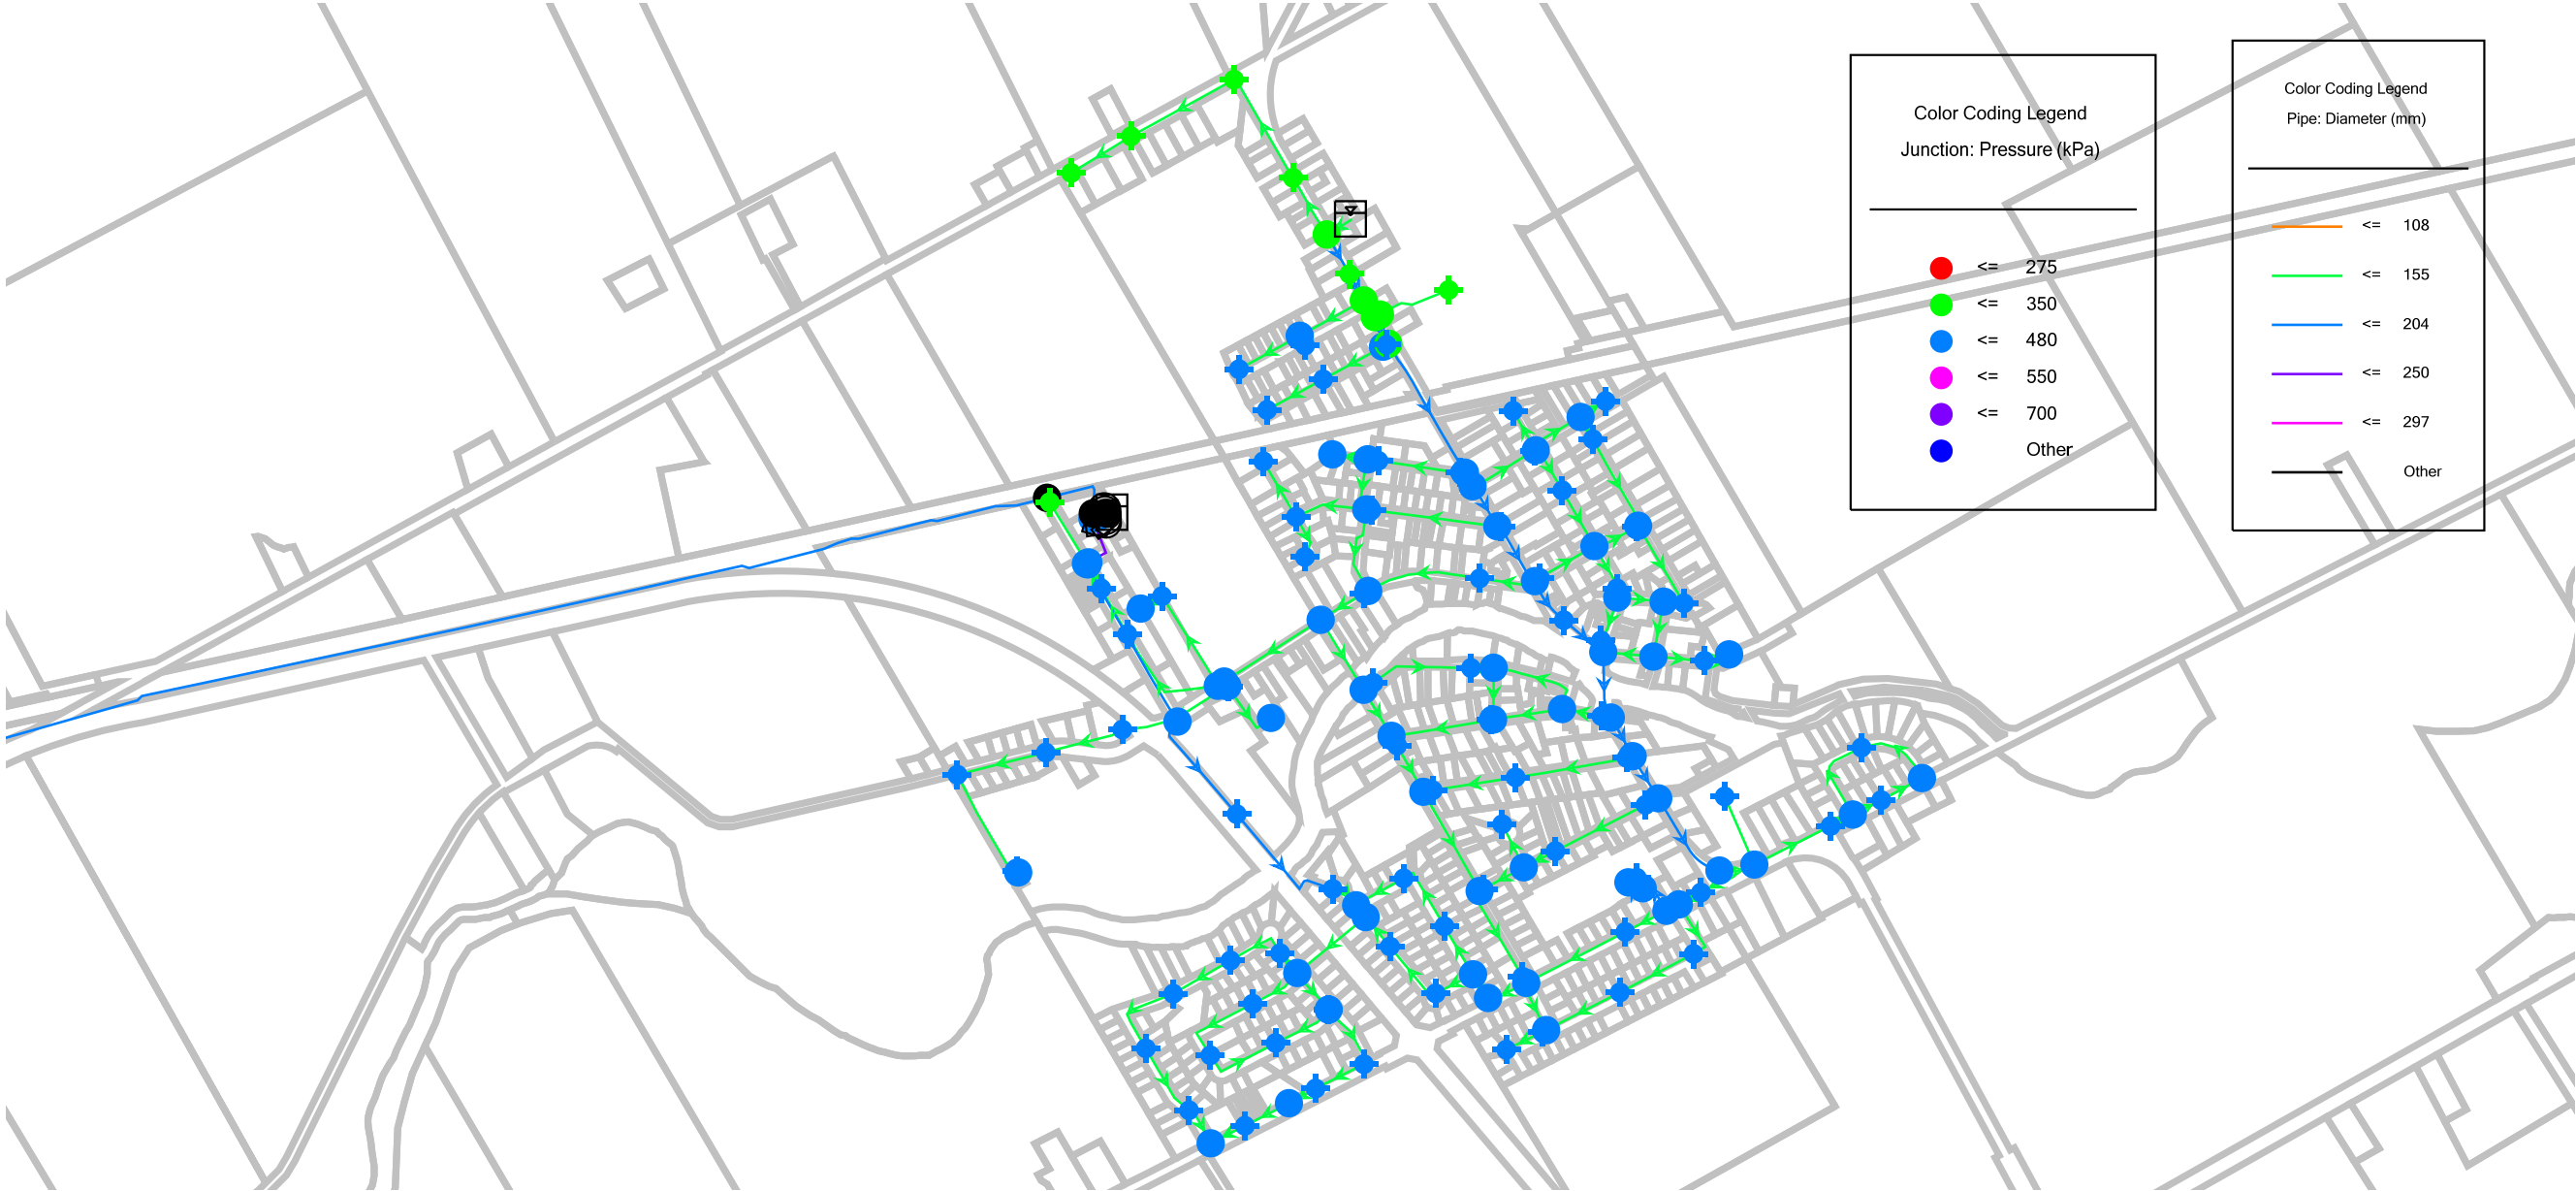 Color Coding Legend
Junction: Pressure (kPa)
<= 275
<= 350
<= 480
<= 550
<= 700
Other
Color Coding Legend
Pipe: Diameter (mm)
<= 108
<= 155
<= 204
<= 250
<= 297
Other